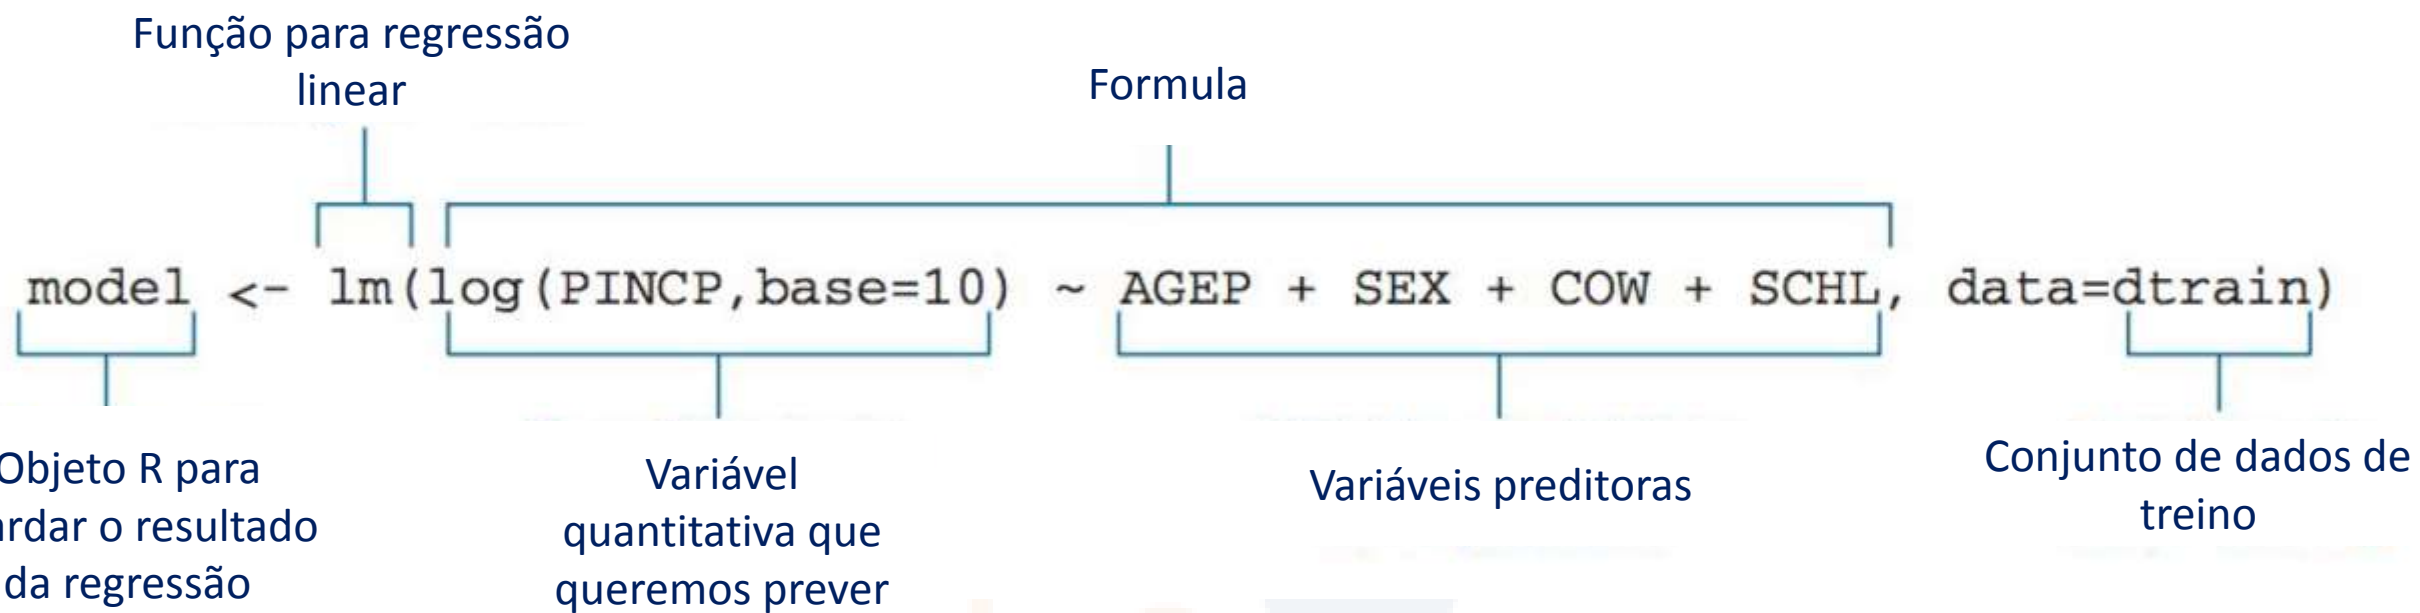 Função para regressão
linear
Formula
model <- lm(log(PINCP,base=10) ~ AGEP + SEX + COW + SCHL, data=dtrain)
Objeto R para
ardar o resultado
da regressão
Variável
quantitativa que
queremos prever
Variáveis preditoras
Conjunto de dados de
treino